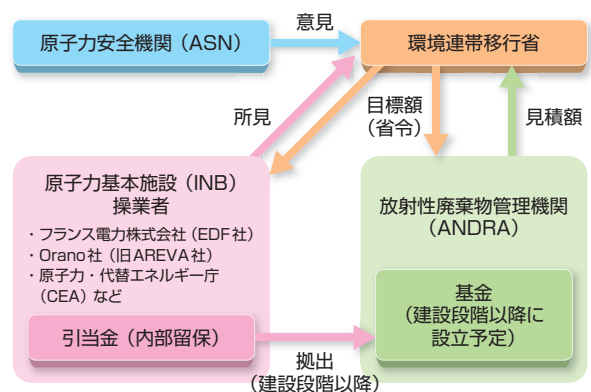 原子力安全機関（ASN）
意見
環境連帯移行省
所見
目標額
（省令）
見積額
原子力基本施設（INB）
操業者
・フランス電力株式会社（EDF社）
・Orano社（旧AREVA社）
・原子力・代替エネルギー庁
（CEA）など
引当金（内部留保）
放射性廃棄物管理機関
（ANDRA）
基金
（建設段階以降に
設立予定）
拠出
（建設段階以降）